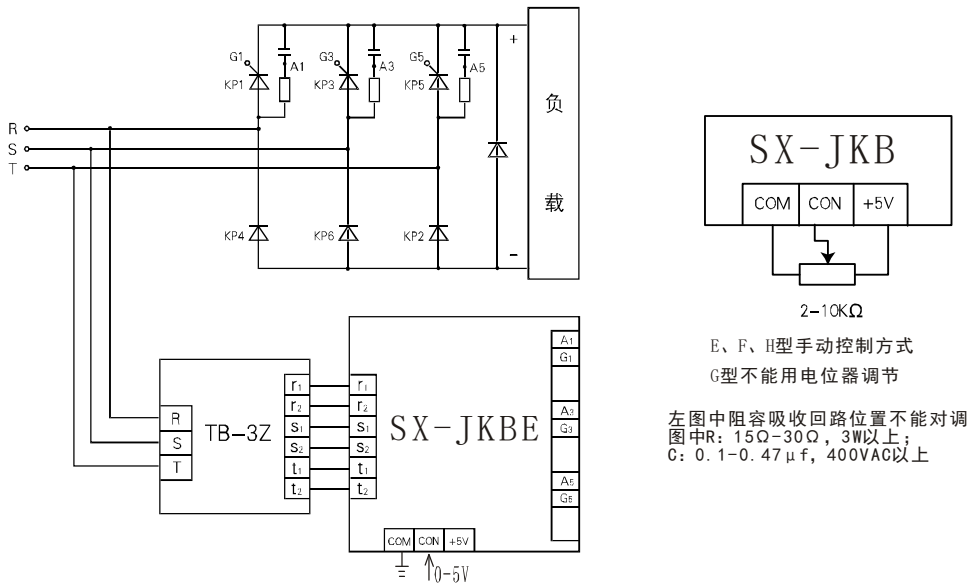 G1
A1
KP1
G3
A3
KP3
G5
A5
KP5
+
负
载
R
S
T
KP4
KP6
KP2
−
R
S
T
TB-3Z
r1
r2
s1
s2
t1
t2
r1
r2
s1
s2
t1
t2
SX-JKBE
A1
G1
A3
G3
A5
G5
COM CON +5V
0-5V
SX-JKB
COM CON +5V
2-10KΩ
E、F、H型手动控制方式
G型不能用电位器调节
左图中阻容吸收回路位置不能对调
图中R: 15Ω-30Ω, 3W以上;
C: 0.1-0.47μf, 400VAC以上